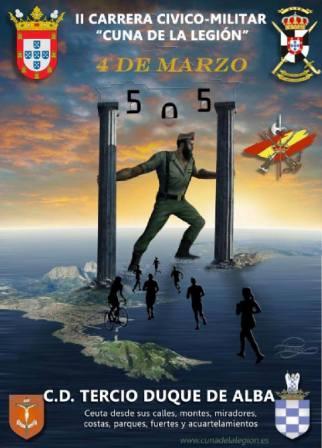 II CARRERA CIVICO-MILITAR
"CUNA DE LA LEGIÓN"
4 DE MARZO
5 0 5
C.D. TERCIO DUQUE DE ALBA
Ceuta desde sus calles, montes, miradores,
costas, parques, fuertes y acuartelamientos
www.cunadelalegion.es